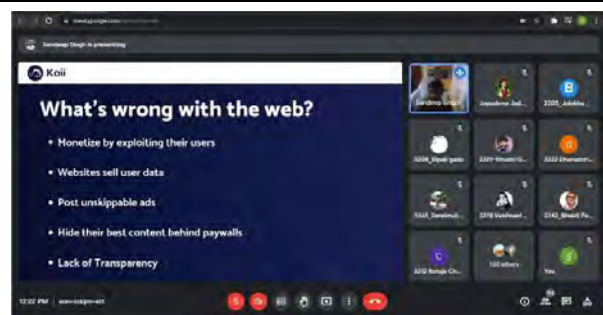 Sandeep Singh is presenting
Koii
What's wrong with the web?
• Monetize by exploiting their users
• Websites sell user data
• Post unskippable ads
• Hide their best content behind paywalls
• Lack of Transparency
Sandeep Singh
Jayashree Jad...
100 others
You
12:22 PM